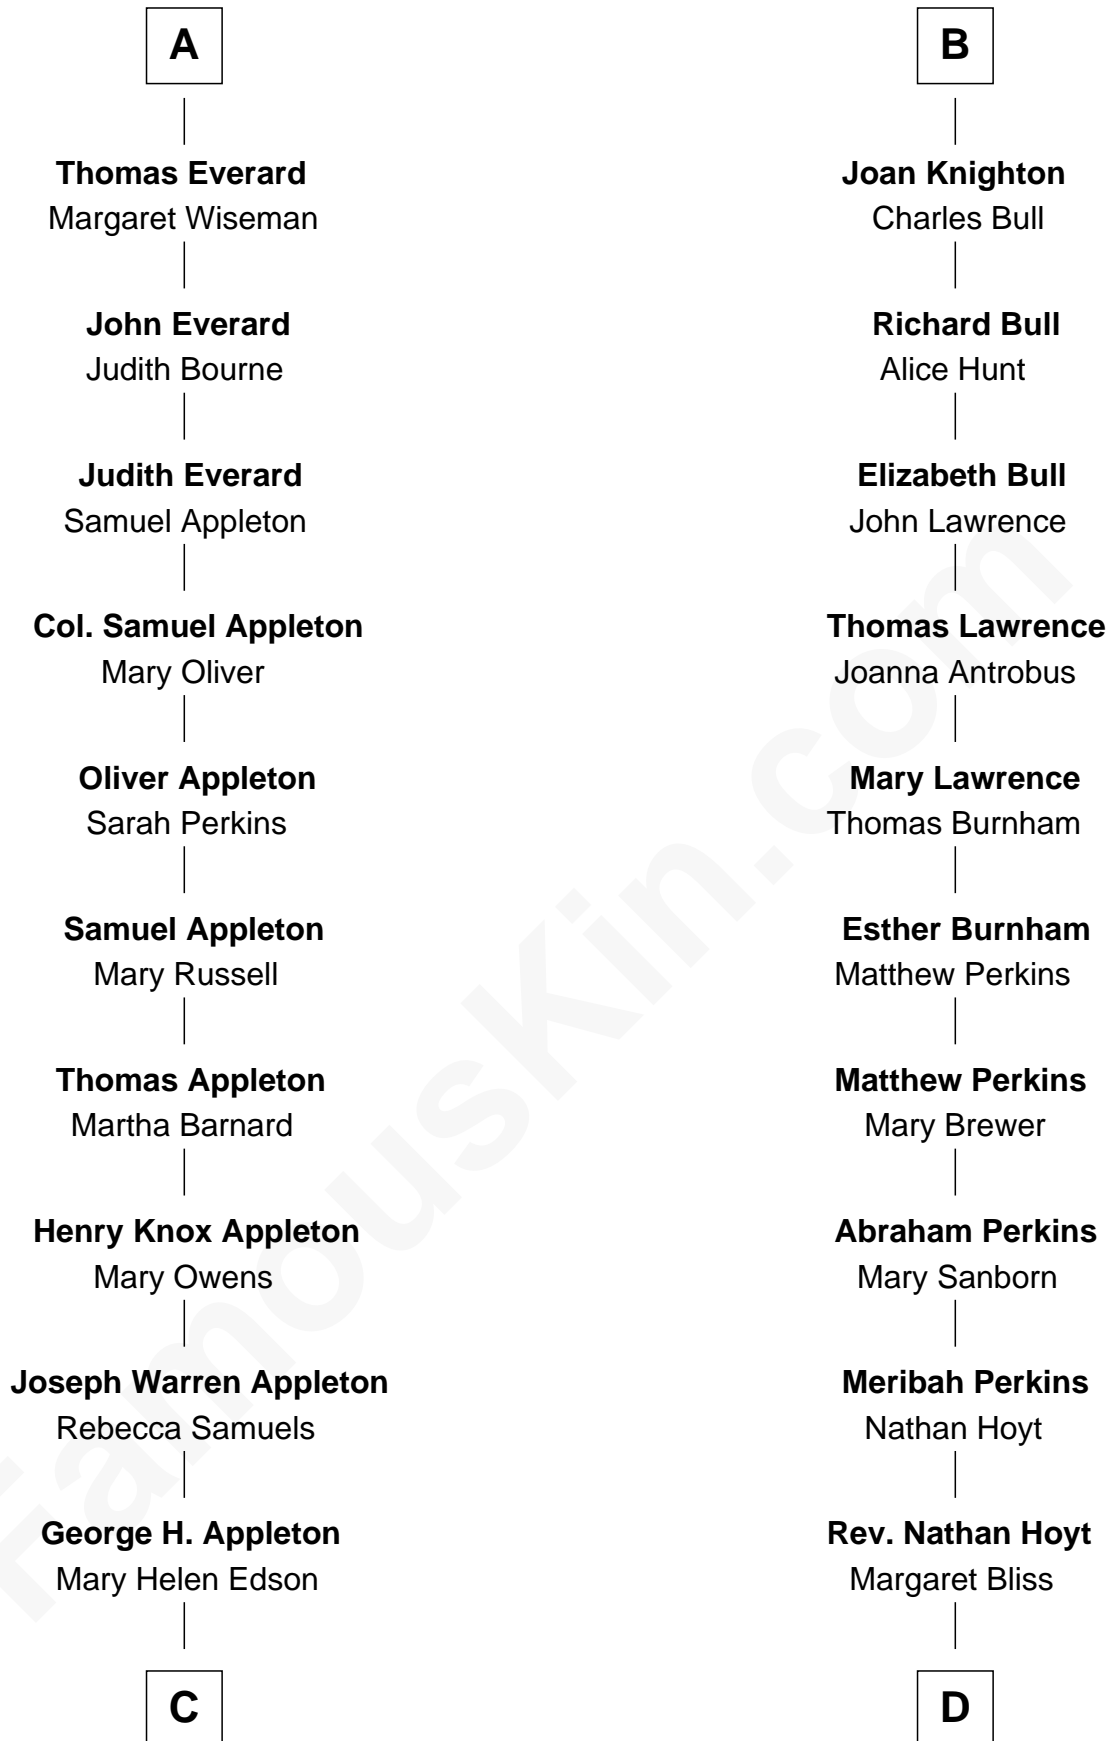 A
Thomas Everard
Margaret Wiseman
John Everard
Judith Bourne
Judith Everard
Samuel Appleton
Col. Samuel Appleton
Mary Oliver
Oliver Appleton
Sarah Perkins
Samuel Appleton
Mary Russell
Thomas Appleton
Martha Barnard
Henry Knox Appleton
Mary Owens
Joseph Warren Appleton
Rebecca Samuels
George H. Appleton
Mary Helen Edson
C
B
Joan Knighton
Charles Bull
Richard Bull
Alice Hunt
Elizabeth Bull
John Lawrence
Thomas Lawrence
Joanna Antrobus
Mary Lawrence
Thomas Burnham
Esther Burnham
Matthew Perkins
Matthew Perkins
Mary Brewer
Abraham Perkins
Mary Sanborn
Meribah Perkins
Nathan Hoyt
Rev. Nathan Hoyt
Margaret Bliss
D
FamousKin.com